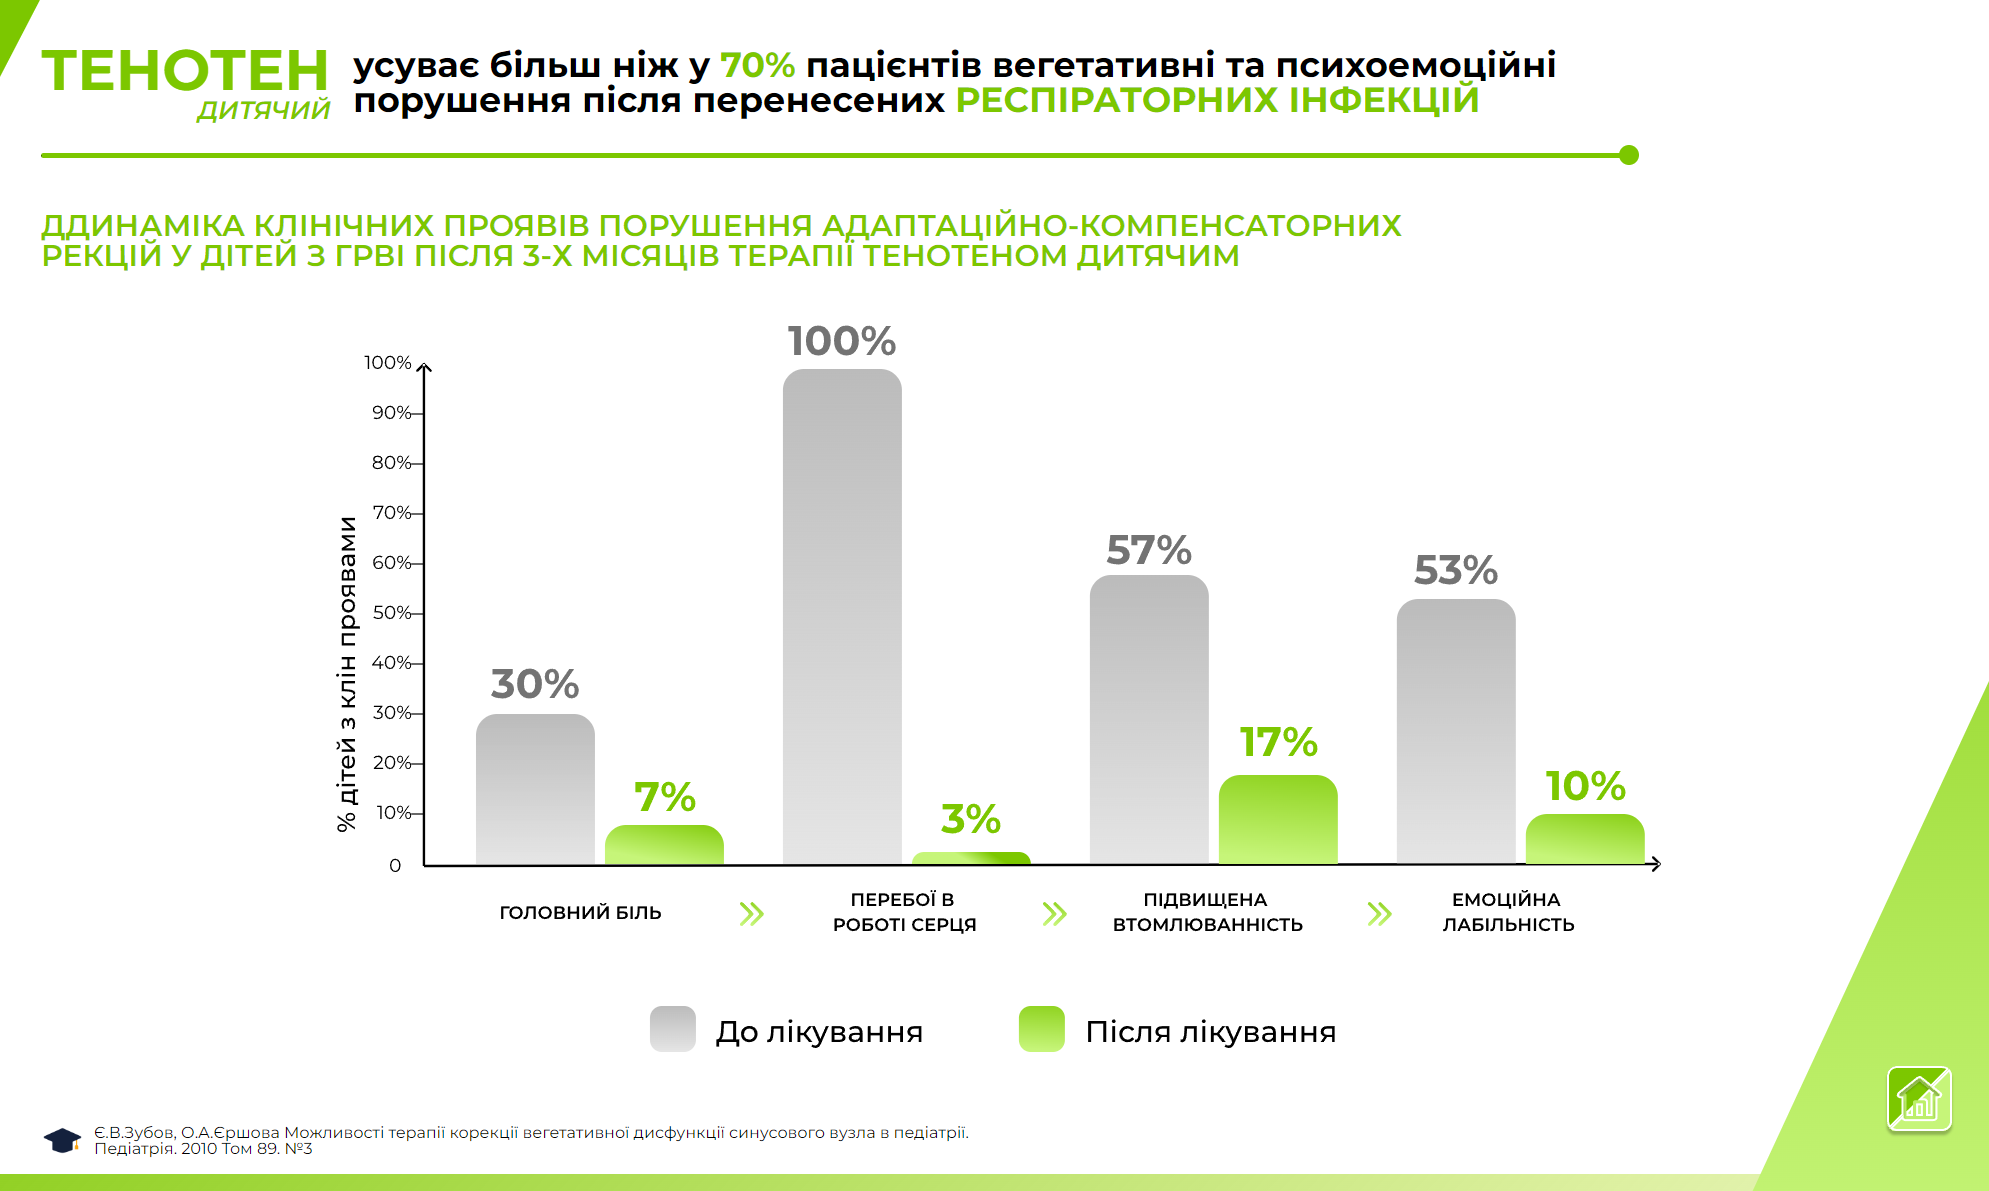 ТЕНОТЕН
ДИТЯЧИЙ
усуває більш ніж у 70% пацієнтів вегетативні та психоемоційні
порушення після перенесених РЕСПІРАТОРНИХ ІНФЕКЦІЙ
ДДИНАМІКА КЛІНІЧНИХ ПРОЯВІВ ПОРУШЕННЯ АДАПТАЦІЙНО-КОМПЕНСАТОРНИХ
РЕКЦІЙ У ДІТЕЙ З ГРВІ ПІСЛЯ 3-Х МІСЯЦІВ ТЕРАПІЇ ТЕНОТЕНОМ ДИТЯЧИМ
% дітей з клін проявами
100%
90%
80%
70%
60%
50%
40%
30%
20%
10%
0
30%
7%
100%
3%
57%
17%
53%
10%
ГОЛОВНИЙ БІЛЬ
ПЕРЕБОЇ В
РОБОТІ СЕРЦЯ
ПІДВИЩЕНА
ВТОМЛЮВАННІСТЬ
ЕМОЦІЙНА
ЛАБІЛЬНІСТЬ
До лікування
Після лікування
Є.В.Зубов, О.А.Єршова Можливості терапії корекції вегетативної дисфункції синусового вузла в педіатрії.
Педіатрія. 2010 Том 89. №3